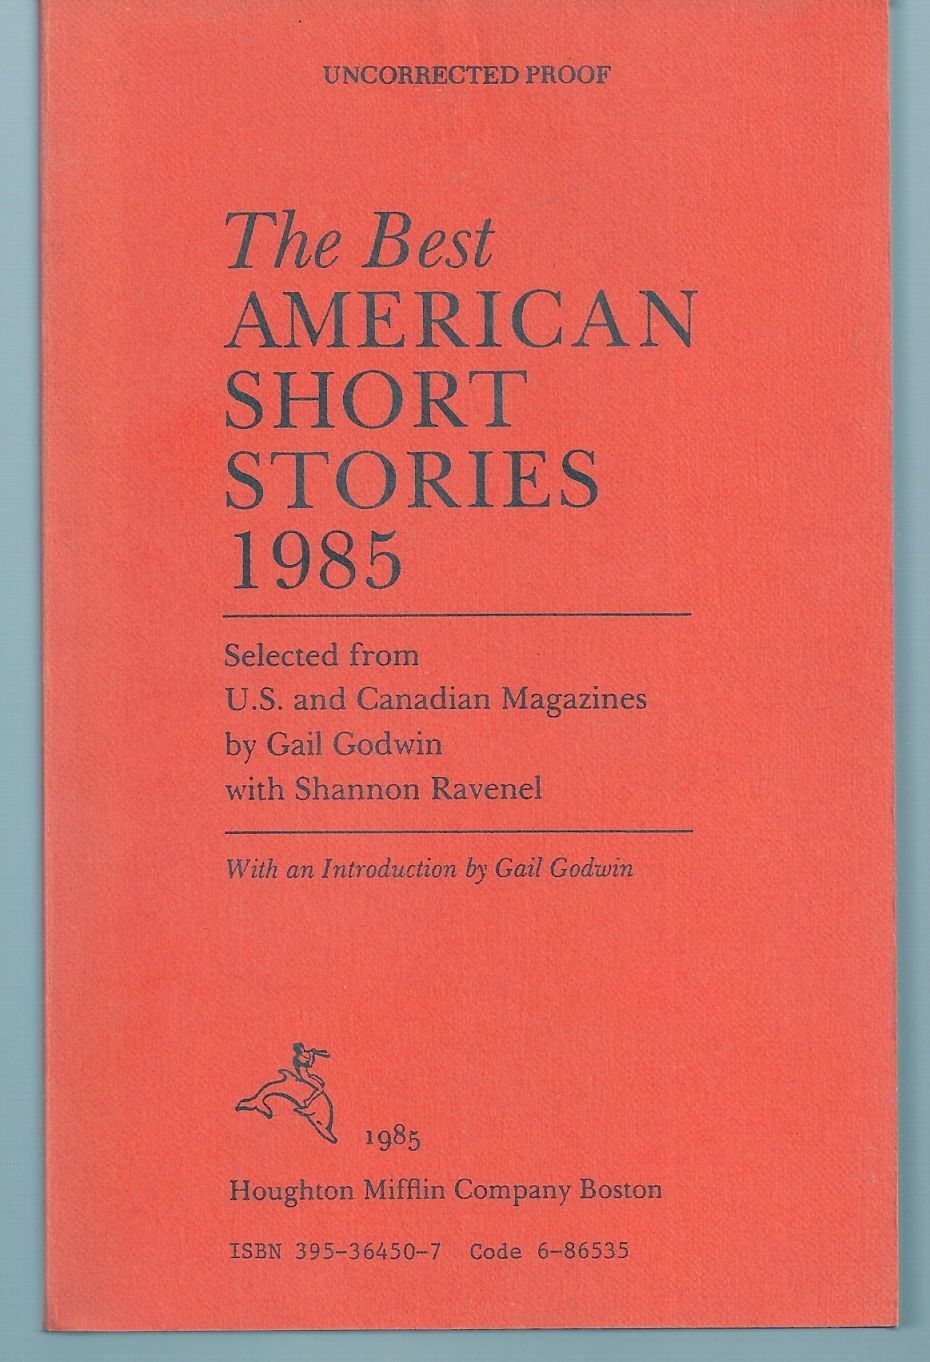 UNCORRECTED PROOF
The Best
AMERICAN
SHORT
STORIES
1985
Selected from
U.S. and Canadian Magazines
by Gail Godwin
with Shannon Ravenel
With an Introduction by Gail Godwin
1985
Houghton Mifflin Company Boston
ISBN 395-36450-7 Code 6-86535